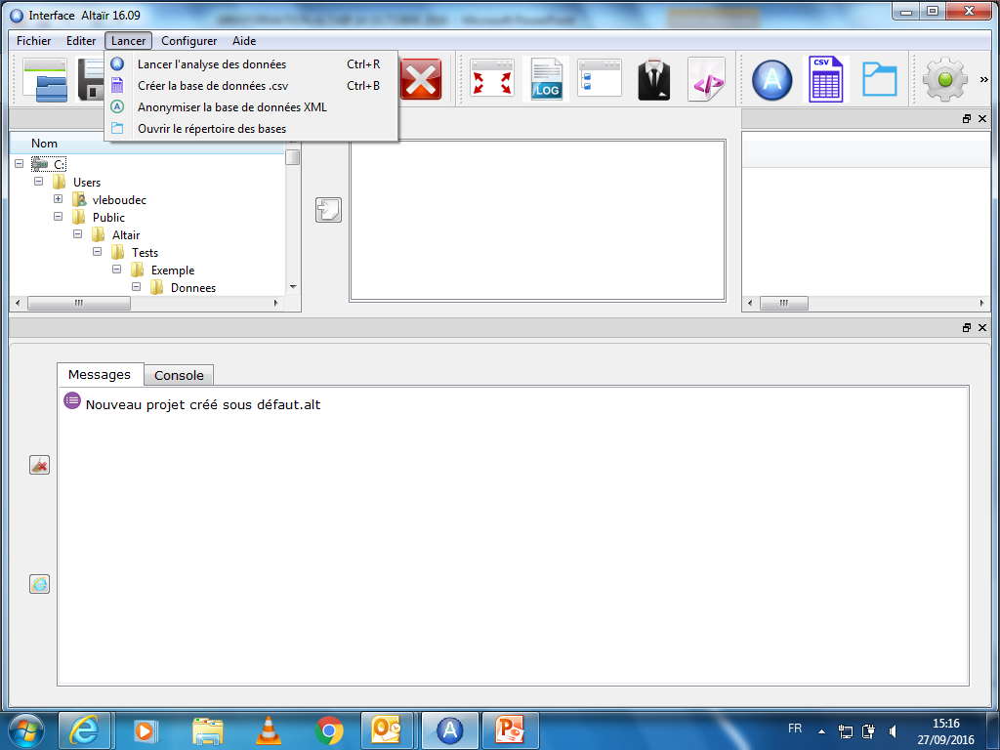 Interface Altaïr 16.09
Fichier Editer Lancer Configurer Aide
Lancer l'analyse des données Ctrl+R
Créer la base de données .csv Ctrl+B
Anonymiser la base de données XML
Ouvrir le répertoire des bases
LOG
A
CSV
»
Nom
C:
Users
vleboudec
Public
Altair
Tests
Exemple
Donnees
Messages Console
Nouveau projet créé sous défaut.alt
FR
15:16
27/09/2016